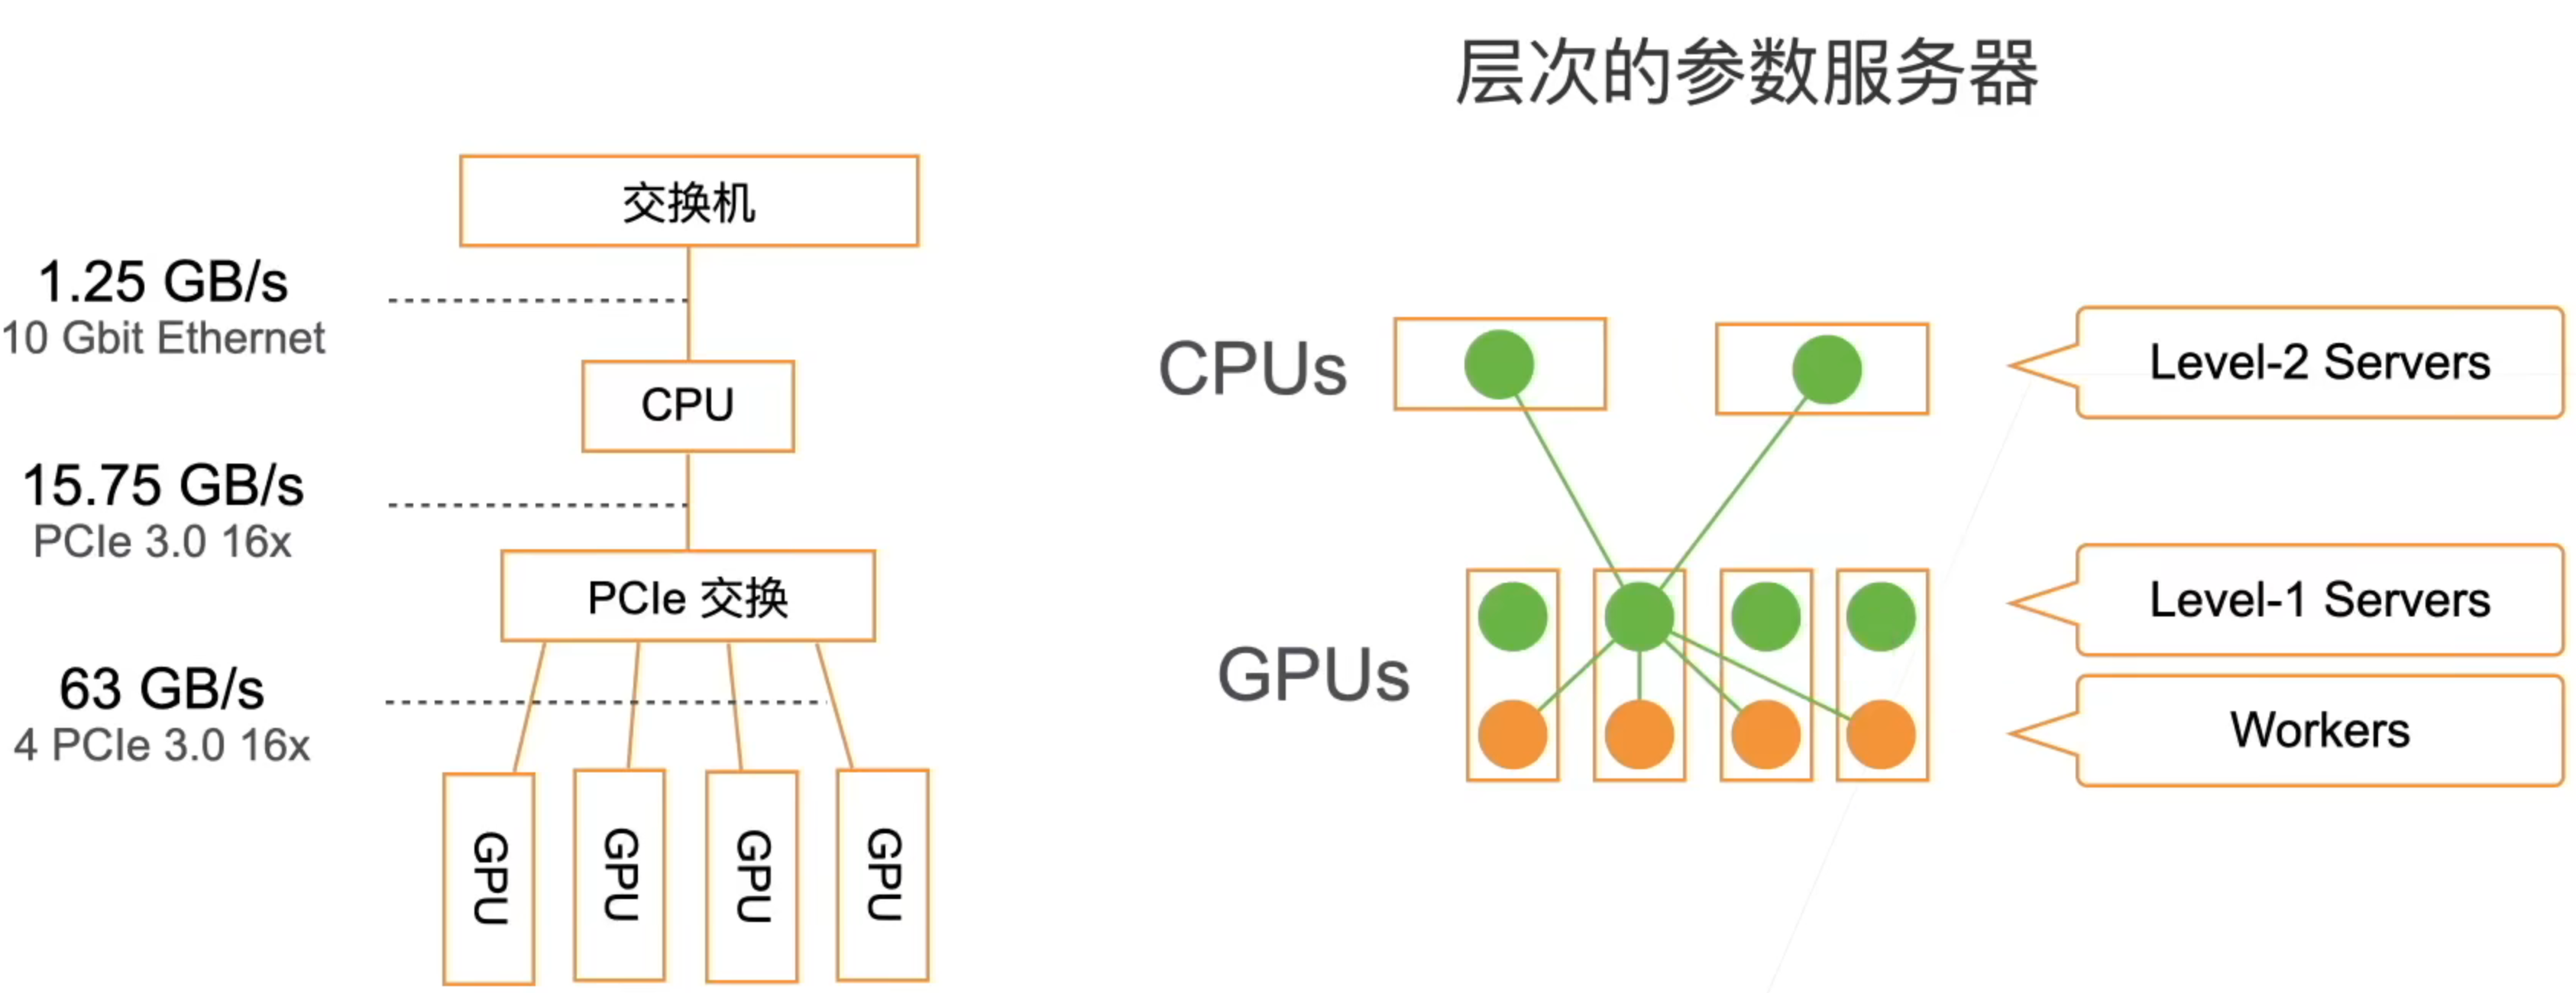 层次的参数服务器
交换机
1.25 GB/s
10 Gbit Ethernet
CPU
15.75 GB/s
PCIe 3.0 16x
PCIe 交换
63 GB/s
4 PCIe 3.0 16x
GPU
GPU
GPU
GPU
CPUs
Level-2 Servers
GPUs
Level-1 Servers
Workers